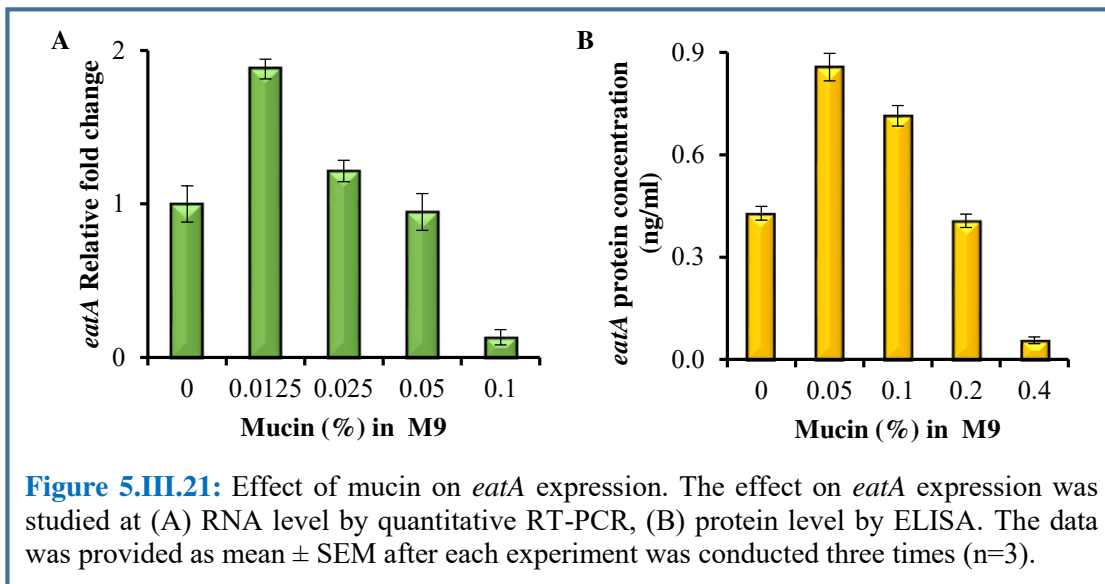 A
2
1
0
eatA Relative fold change
0 0.0125 0.025 0.05 0.1
Mucin (%) in M9
B
0.9
0.6
0.3
0.0
eatA protein concentration
(ng/ml)
0 0.05 0.1 0.2 0.4
Mucin (%) in M9
Figure 5.III.21: Effect of mucin on eatA expression. The effect on eatA expression was
studied at (A) RNA level by quantitative RT-PCR, (B) protein level by ELISA. The data
was provided as mean ± SEM after each experiment was conducted three times (n=3).